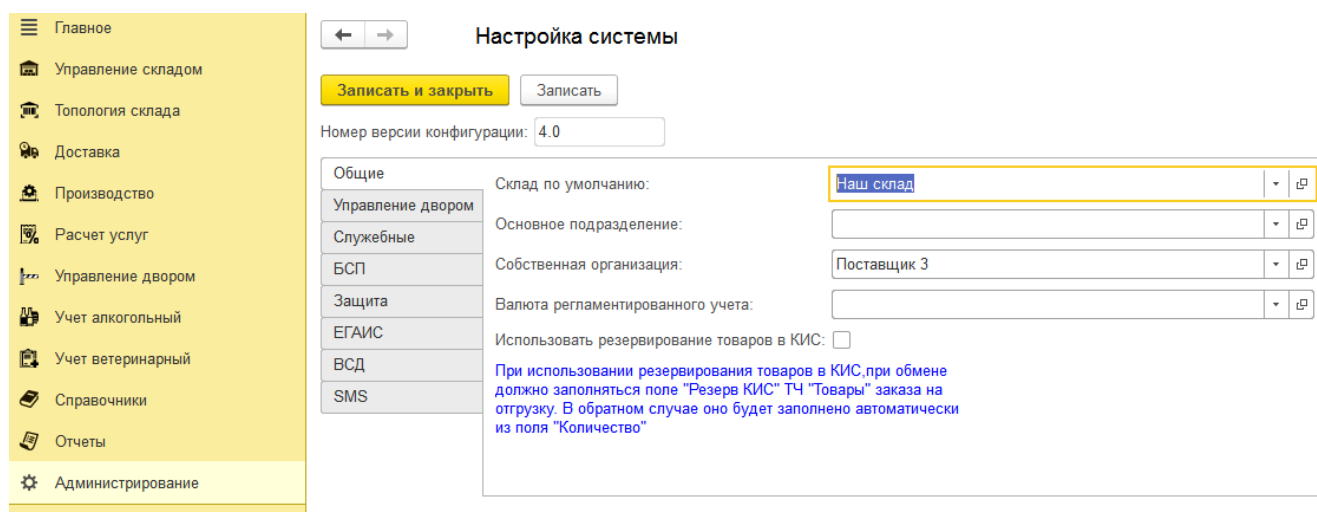 Главное
Управление складом
Топология склада
Доставка
Производство
Расчет услуг
Управление двором
Учет алкогольный
Учет ветеринарный
Справочники
Отчеты
Администрирование
Настройка системы
Записать и закрыть
Записать
Номер версии конфигурации: 4.0
Общие
Управление двором
Служебные
БСП
Защита
ЕГАИС
ВСД
SMS
Склад по умолчанию: Наш склад
Основное подразделение:
Собственная организация: Поставщик 3
Валюта регламентированного учета:
Использовать резервирование товаров в КИС:
При использовании резервирования товаров в КИС,при обмене
должно заполняться поле "Резерв КИС" ТЧ "Товары" заказа на
отгрузку. В обратном случае оно будет заполнено автоматически
из поля "Количество"